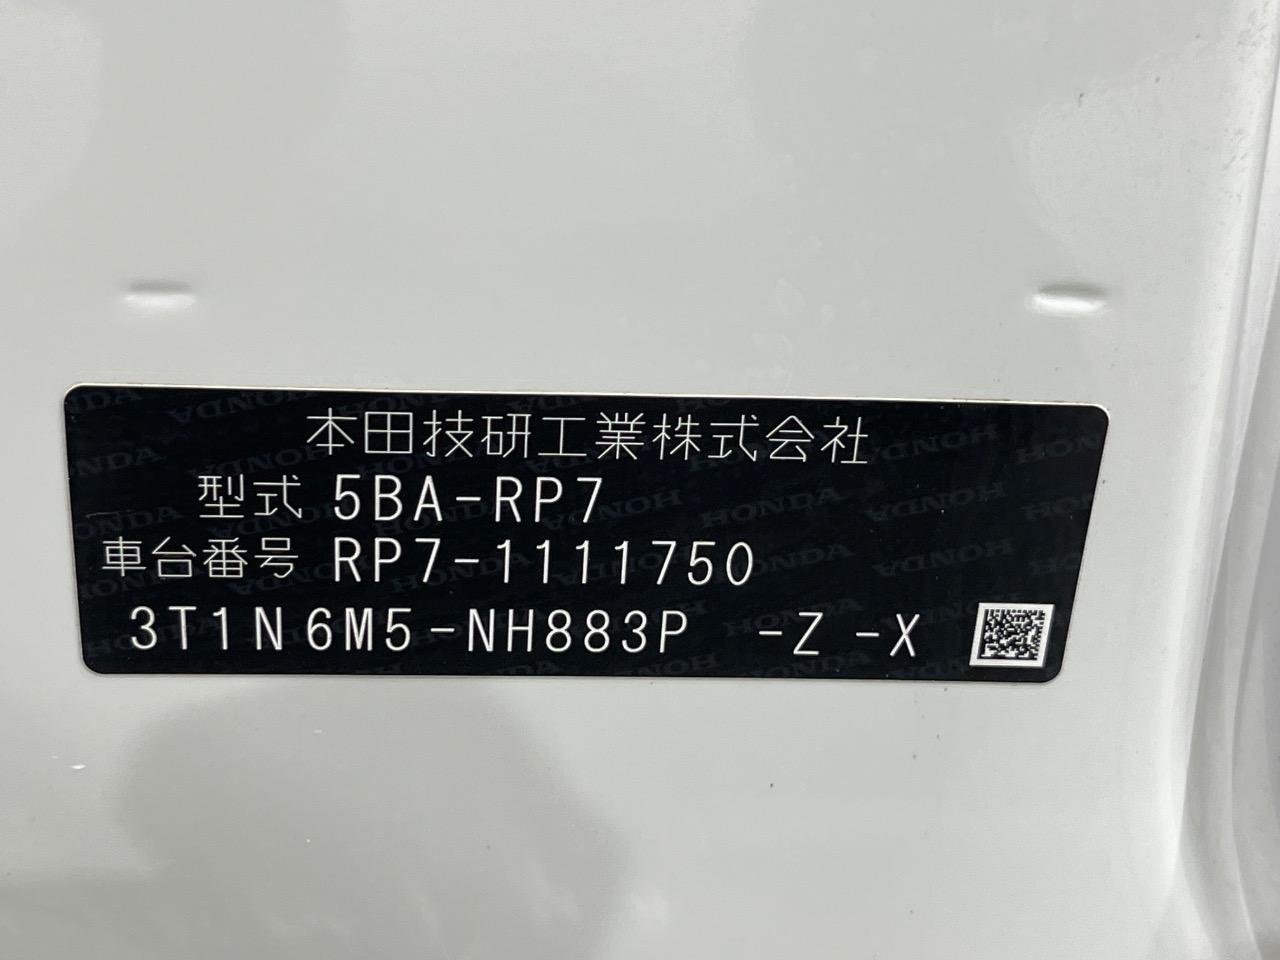 本田技研工業株式会社
型式 5BA-RP7
車台番号 RP7-1111750
3T1N6M5-NH883P -Z -X